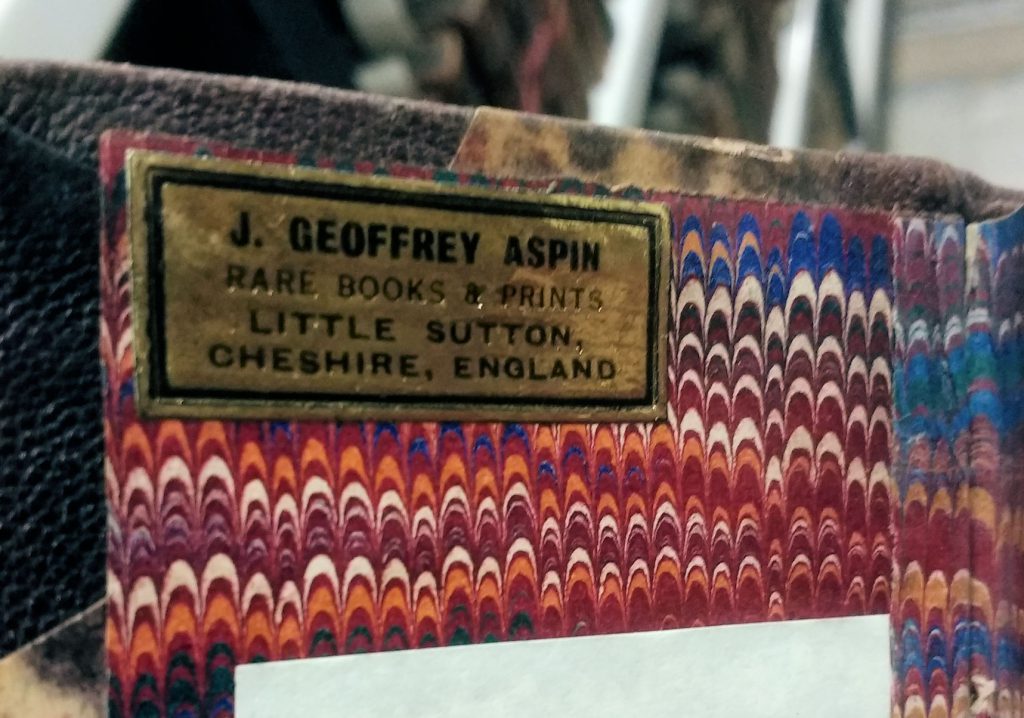 J. GEOFFREY ASPIN
RARE BOOKS & PRINTS
LITTLE SUTTON,
CHESHIRE, ENGLAND